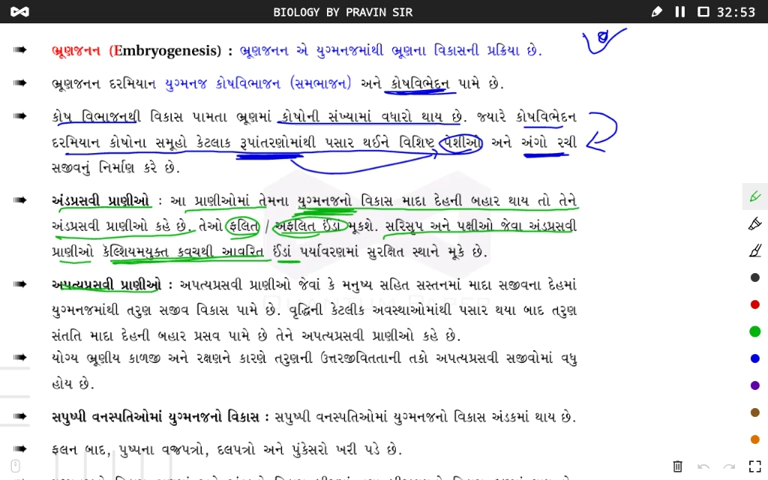 BIOLOGY BY PRAVIN SIR
32:53
ભ્રૂણજનન (Embryogenesis) : ભ્રૂણજનન એ યુગ્મનજમાંથી ભ્રૂણના વિકાસની પ્રક્રિયા છે.
ભ્રૂણજનન દરમિયાન યુગ્મનજ કોષવિભાજન (સમભાજન) અને કોષવિભેદન પામે છે.
કોષ વિભાજનથી વિકાસ પામતા ભ્રૂણમાં કોષોની સંખ્યામાં વધારો થાય છે. જ્યારે કોષવિભેદન
દરમિયાન કોષોના સમૂહો કેટલાક રૂપાંતરણોમાંથી પસાર થઈને વિશિષ્ટ પેશીઓ અને અંગો રચી
સજીવનું નિર્માણ કરે છે.
અંડપ્રસવી પ્રાણીઓ : આ પ્રાણીઓમાં તેમના યુગ્મનજનો વિકાસ માદા દેહની બહાર થાય તો તેને
અંડપ્રસવી પ્રાણીઓ કહે છે. તેઓ ફલિત / અફલિત ઈંડા મૂકશે. સરિસૃપ અને પક્ષીઓ જેવા અંડપ્રસવી
પ્રાણીઓ કેલ્શિયમયુક્ત કવચથી આવરિત ઈંડાં પર્યાવરણમાં સુરક્ષિત સ્થાને મૂકે છે.
અપત્યપ્રસવી પ્રાણીઓ : અપત્યપ્રસવી પ્રાણીઓ જેવાં કે મનુષ્ય સહિત સસ્તનમાં માદા સજીવના દેહમાં
યુગ્મનજમાંથી તરુણ સજીવ વિકાસ પામે છે. વૃદ્ધિની કેટલીક અવસ્થાઓમાંથી પસાર થયા બાદ તરુણ
સંતતિ માદા દેહની બહાર પ્રસવ પામે છે તેને અપત્યપ્રસવી પ્રાણીઓ કહે છે.
યોગ્ય ભ્રૂણીય કાળજી અને રક્ષણને કારણે તરુણની ઉત્તરજીવિતતાની તકો અપત્યપ્રસવી સજીવોમાં વધુ
હોય છે.
સપુષ્પી વનસ્પતિઓમાં યુગ્મનજનો વિકાસ : સપુષ્પી વનસ્પતિઓમાં યુગ્મનજનો વિકાસ અંડકમાં થાય છે.
ફલન બાદ, પુષ્પના વજ્રપત્રો, દલપત્રો અને પુંકેસરો ખરી પડે છે.